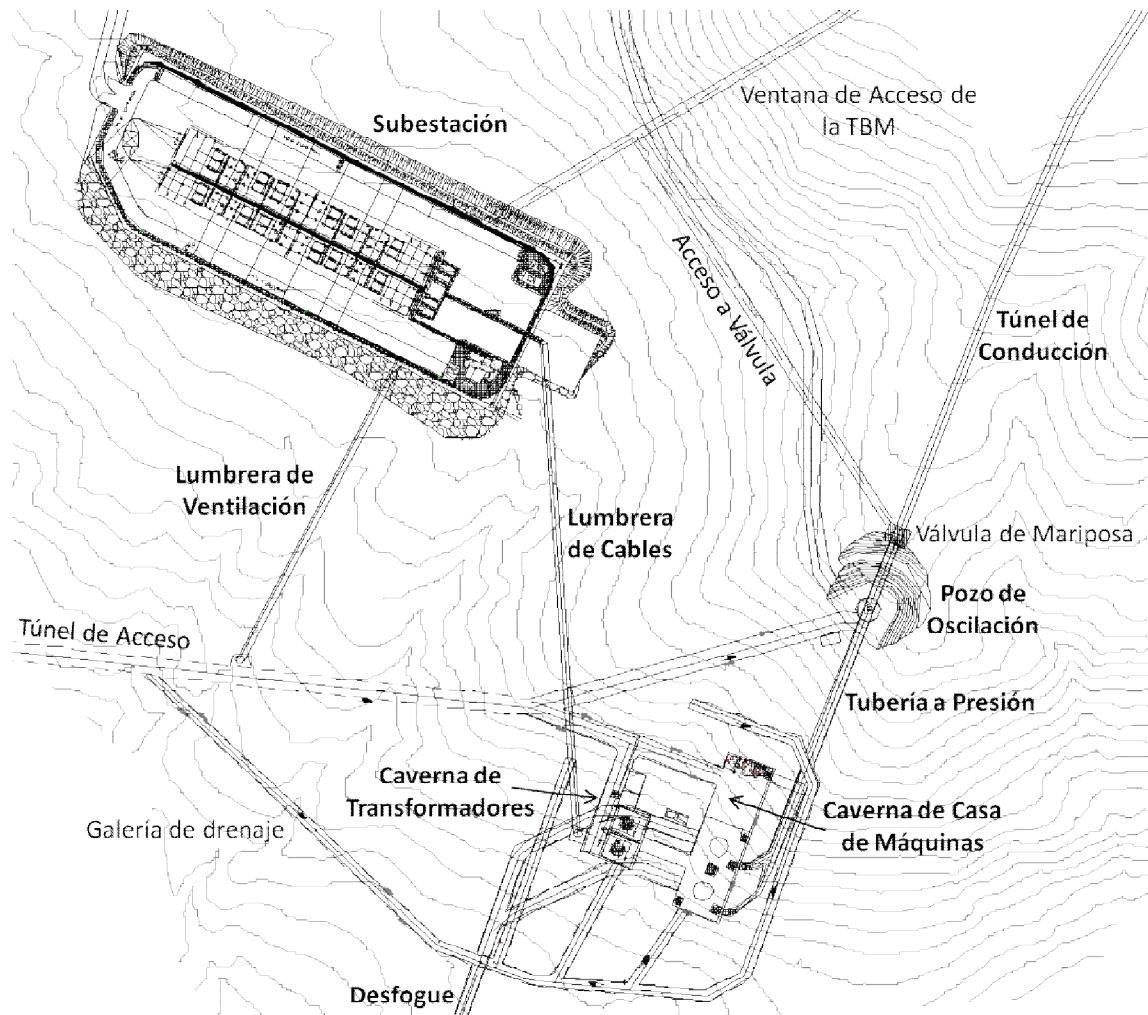 Subestación
Ventana de Acceso de
la TBM
Acceso a Válvula
Túnel de
Conducción
Lumbrera de
Ventilación
Lumbrera
de Cables
Válvula de Mariposa
Pozo de
Oscilación
Túnel de Acceso
Tubería a Presión
Caverna de
Transformadores
Caverna de Casa
de Máquinas
Galería de drenaje
Desfogue